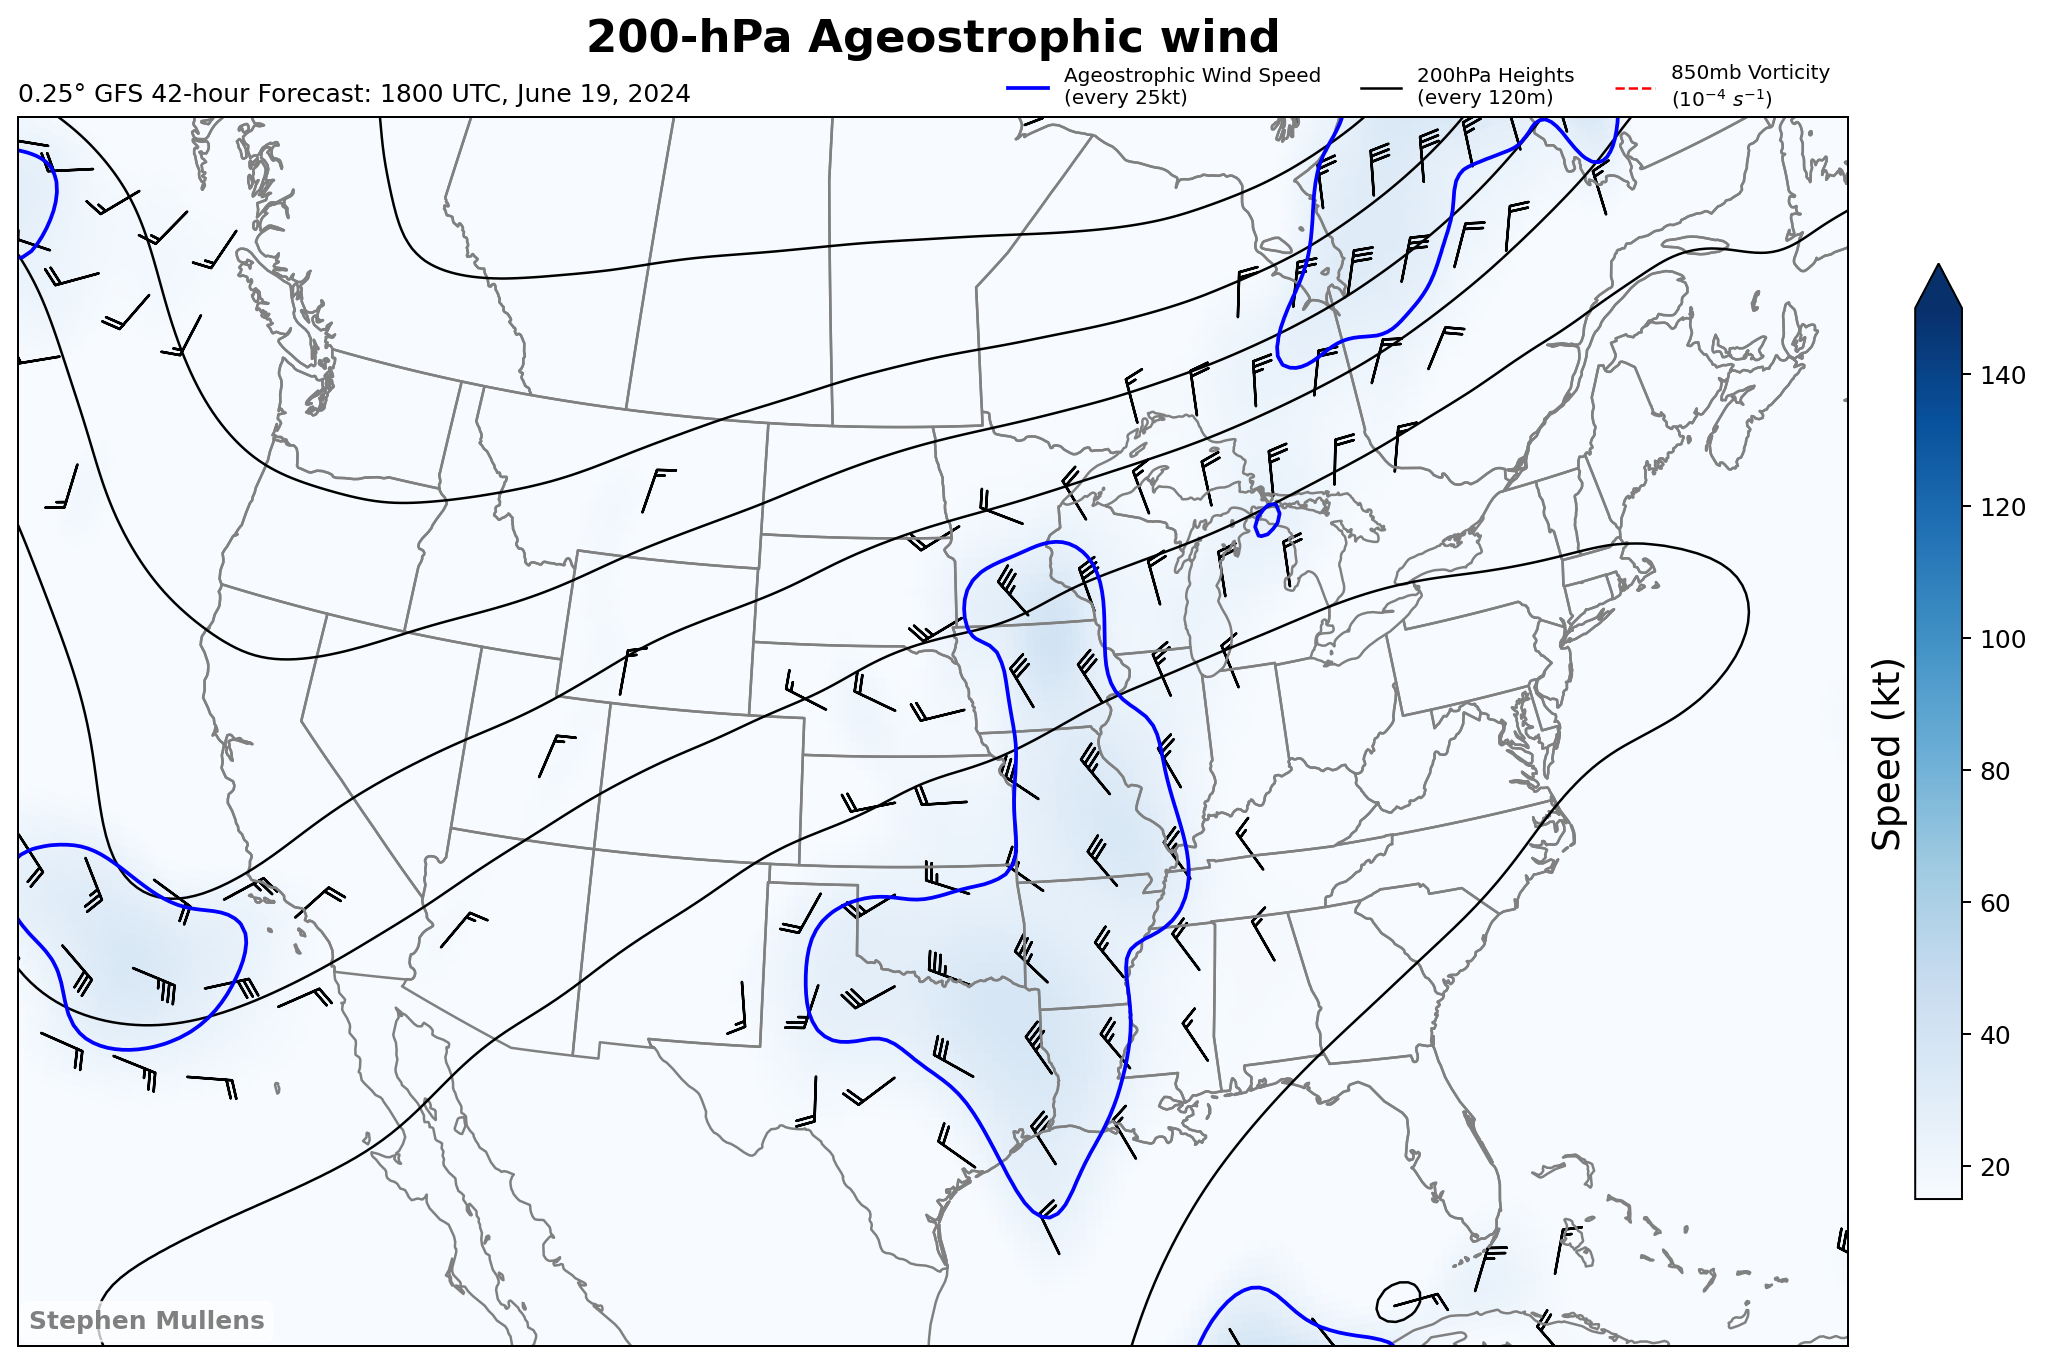 200-hPa Ageostrophic wind
0.25° GFS 42-hour Forecast: 1800 UTC, June 19, 2024
Ageostrophic Wind Speed
(every 25kt)
200hPa Heights
(every 120m)
850mb Vorticity
(10⁻⁴ s⁻¹)
140
120
100
80
60
40
20
Speed (kt)
Stephen Mullens